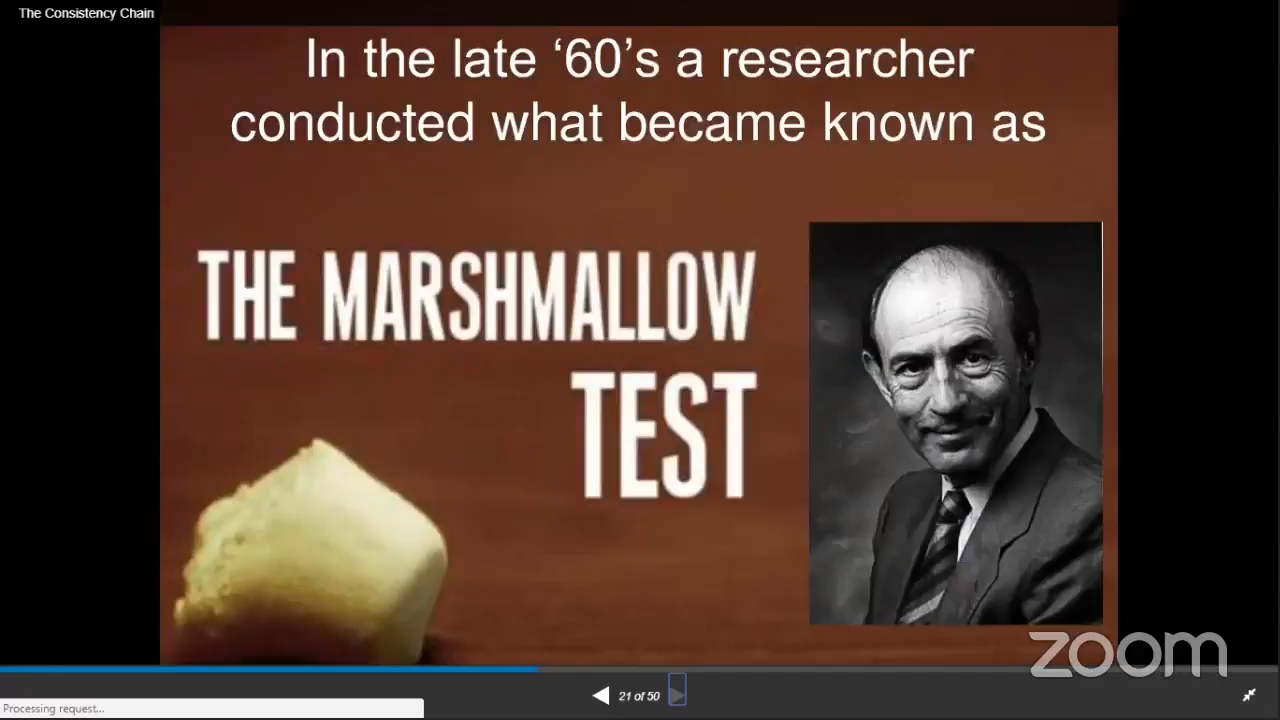 The Consistency Chain
In the late ‘60’s a researcher
conducted what became known as
THE MARSHMALLOW
TEST
zoom
21 of 50
Processing request...